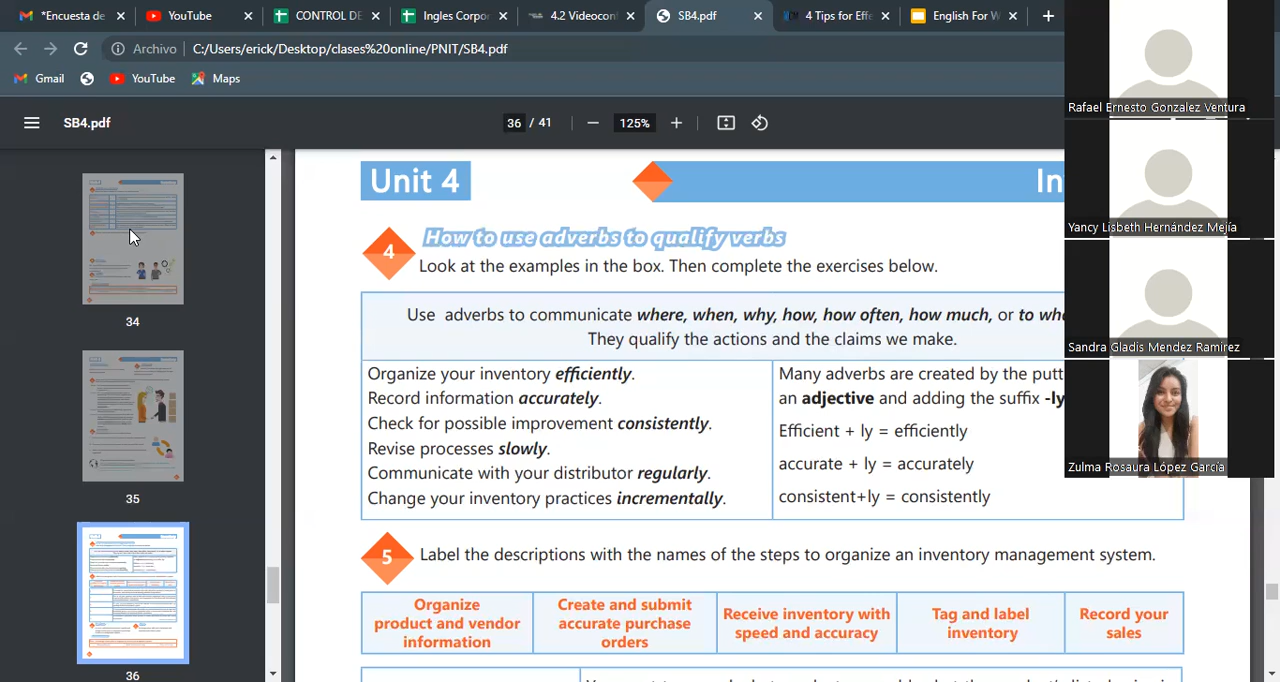 *Encuesta de
YouTube
CONTROL DE
Ingles Corpo
4.2 Videocon
SB4.pdf
4 Tips for Effe
English For W
Archivo
C:/Users/erick/Desktop/clases%20online/PNIT/SB4.pdf
Gmail
YouTube
Maps
SB4.pdf
36 / 41
125%
34
35
36
Unit 4
In
4
How to use adverbs to qualify verbs
Look at the examples in the box. Then complete the exercises below.
Use adverbs to communicate where, when, why, how, how often, how much, or to who
They qualify the actions and the claims we make.
Organize your inventory efficiently.
Record information accurately.
Check for possible improvement consistently.
Revise processes slowly.
Communicate with your distributor regularly.
Change your inventory practices incrementally.
Many adverbs are created by the putt
an adjective and adding the suffix -ly
Efficient + ly = efficiently
accurate + ly = accurately
consistent+ly = consistently
5
Label the descriptions with the names of the steps to organize an inventory management system.
Organize
product and vendor
information
Create and submit
accurate purchase
orders
Receive inventory with
speed and accuracy
Tag and label
inventory
Record your
sales
Rafael Ernesto Gonzalez Ventura
Yancy Lisbeth Hernández Mejía
Sandra Gladis Mendez Ramirez
Zulma Rosaura López García